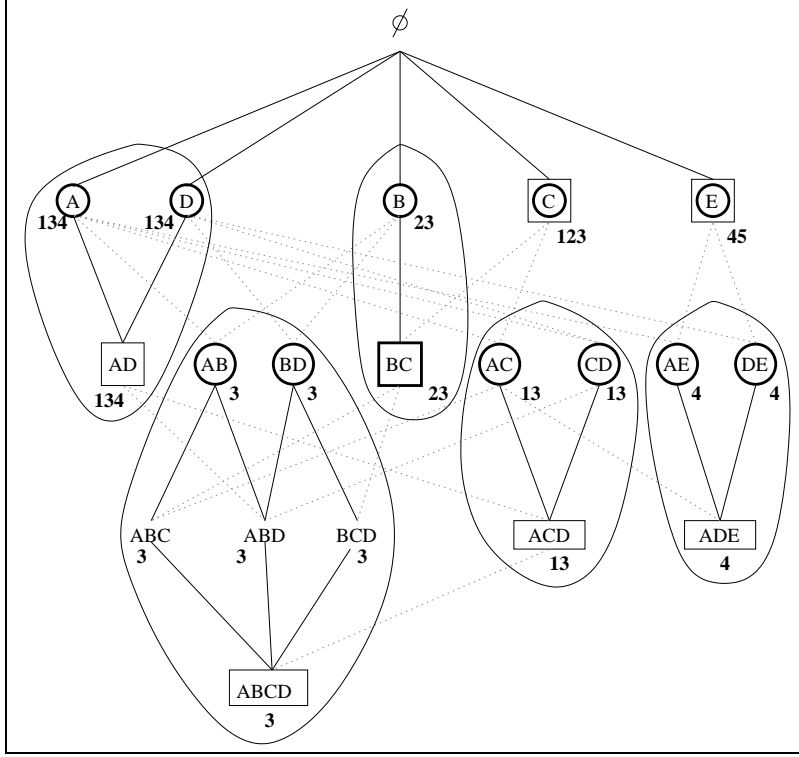 ∅
A D B C E
134 134 23 123 45
AD AB BD BC AC CD AE DE
134 3 3 23 13 13 4 4
ABC ABD BCD ACD ADE
3 3 3 13 4
ABCD
3